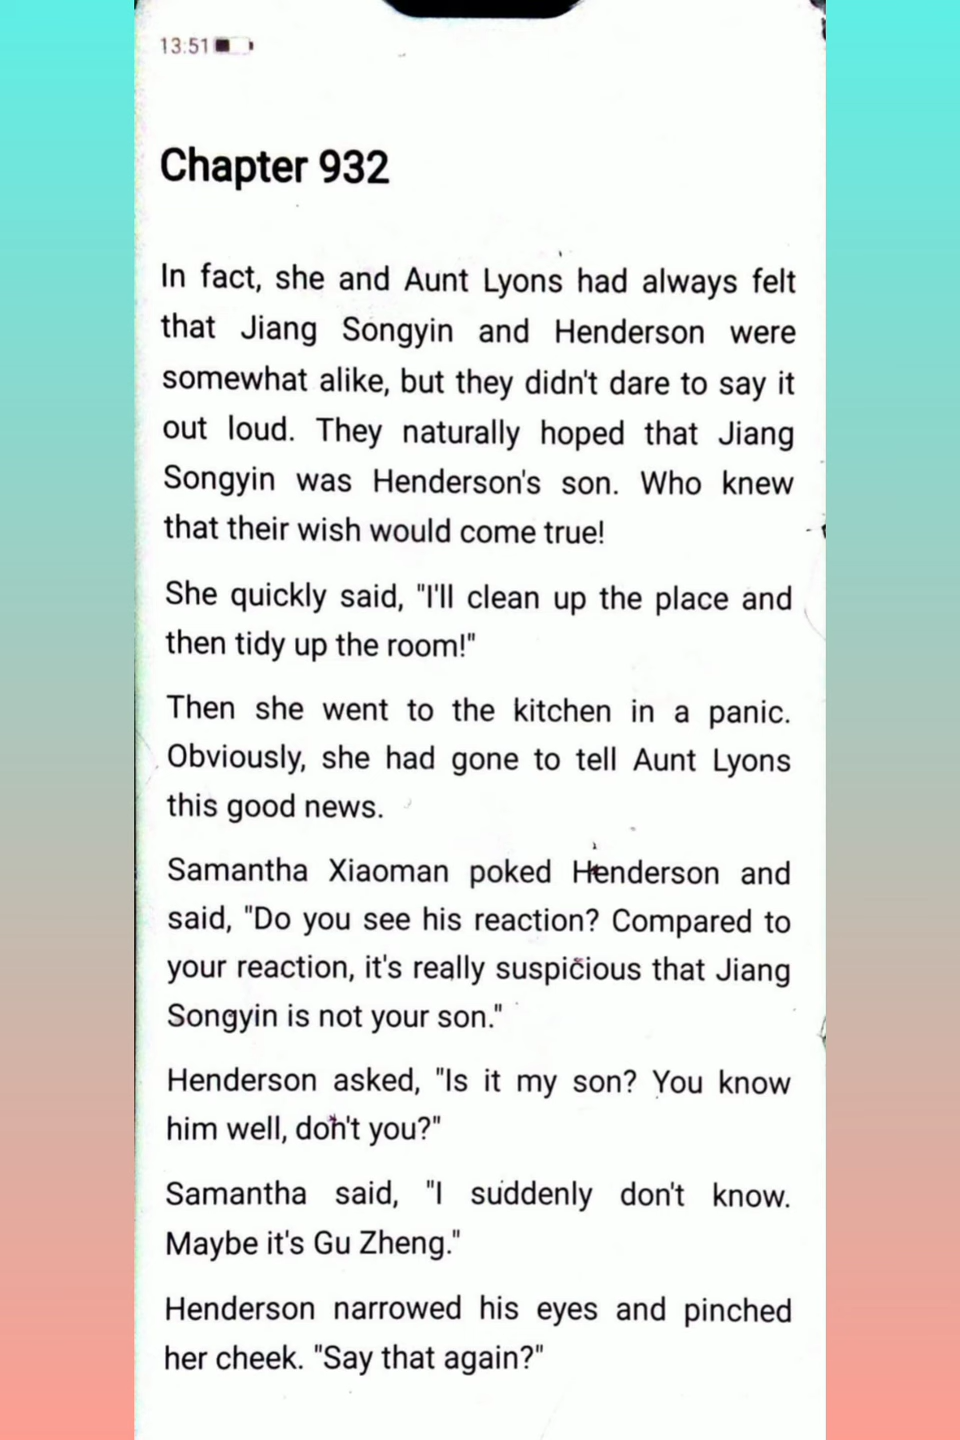 13:51
Chapter 932
In fact, she and Aunt Lyons had always felt
that Jiang Songyin and Henderson were
somewhat alike, but they didn't dare to say it
out loud. They naturally hoped that Jiang
Songyin was Henderson's son. Who knew
that their wish would come true!
She quickly said, "I'll clean up the place and
then tidy up the room!"
Then she went to the kitchen in a panic.
Obviously, she had gone to tell Aunt Lyons
this good news.
Samantha Xiaoman poked Henderson and
said, "Do you see his reaction? Compared to
your reaction, it's really suspicious that Jiang
Songyin is not your son."
Henderson asked, "Is it my son? You know
him well, don't you?"
Samantha said, "I suddenly don't know.
Maybe it's Gu Zheng."
Henderson narrowed his eyes and pinched
her cheek. "Say that again?"